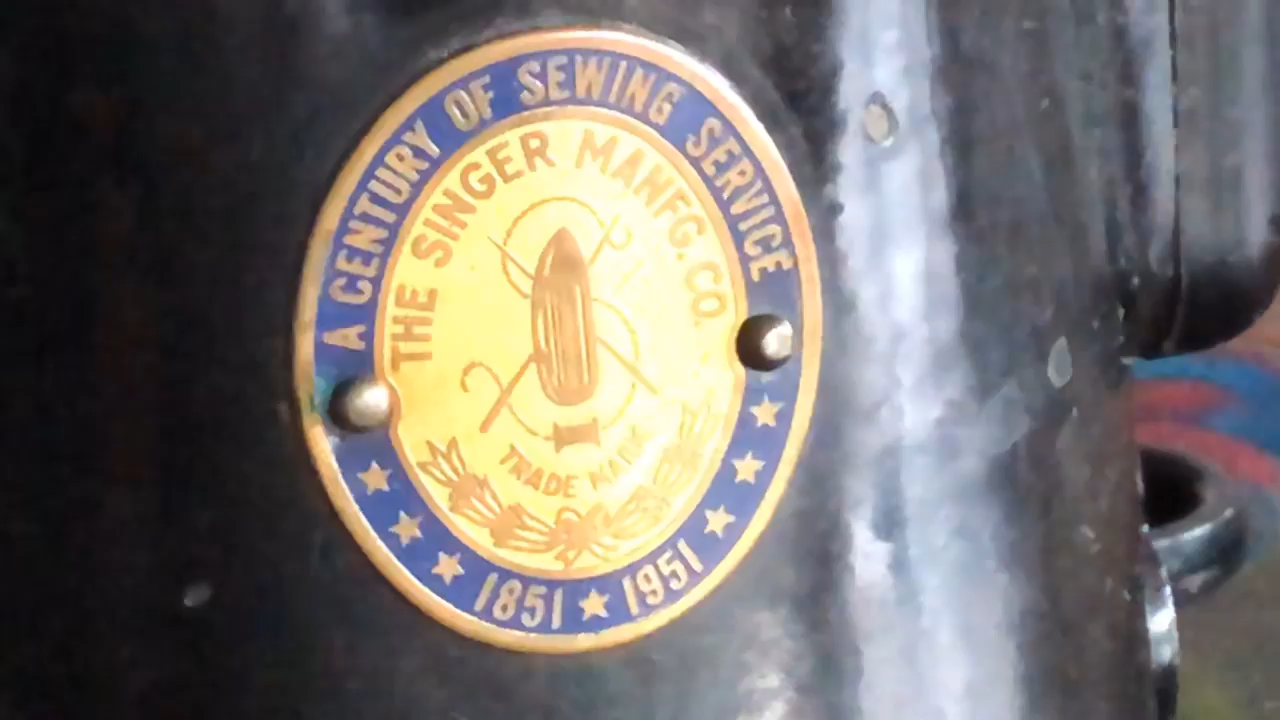 A CENTURY OF SEWING SERVICE
THE SINGER MANFG. CO.
TRADE MARK
1851 ★ 1951